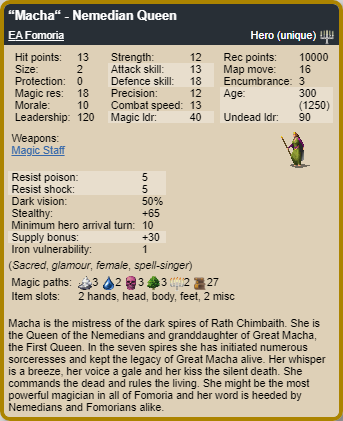 “Macha“ - Nemedian Queen
EA Fomoria Hero (unique)
Hit points: 13 Strength: 12 Rec points: 10000
Size: 2 Attack skill: 13 Map move: 16
Protection: 0 Defence skill: 18 Encumbrance: 3
Magic res: 18 Precision: 12 Age: 300
Morale: 10 Combat speed: 13 (1250)
Leadership: 120 Magic ldr: 40 Undead ldr: 90
Weapons:
Magic Staff
Resist poison: 5
Resist shock: 5
Dark vision: 50%
Stealthy: +65
Minimum hero arrival turn: 10
Supply bonus: +30
Iron vulnerability: 1
(Sacred, glamour, female, spell-singer)
Magic paths: 3 2 3 3 2 27
Item slots: 2 hands, head, body, feet, 2 misc
Macha is the mistress of the dark spires of Rath Chimbaith. She is
the Queen of the Nemedians and granddaughter of Great Macha,
the First Queen. In the seven spires she has initiated numerous
sorceresses and kept the legacy of Great Macha alive. Her whisper
is a breeze, her voice a gale and her kiss the silent death. She
commands the dead and rules the living. She might be the most
powerful magician in all of Fomoria and her word is heeded by
Nemedians and Fomorians alike.